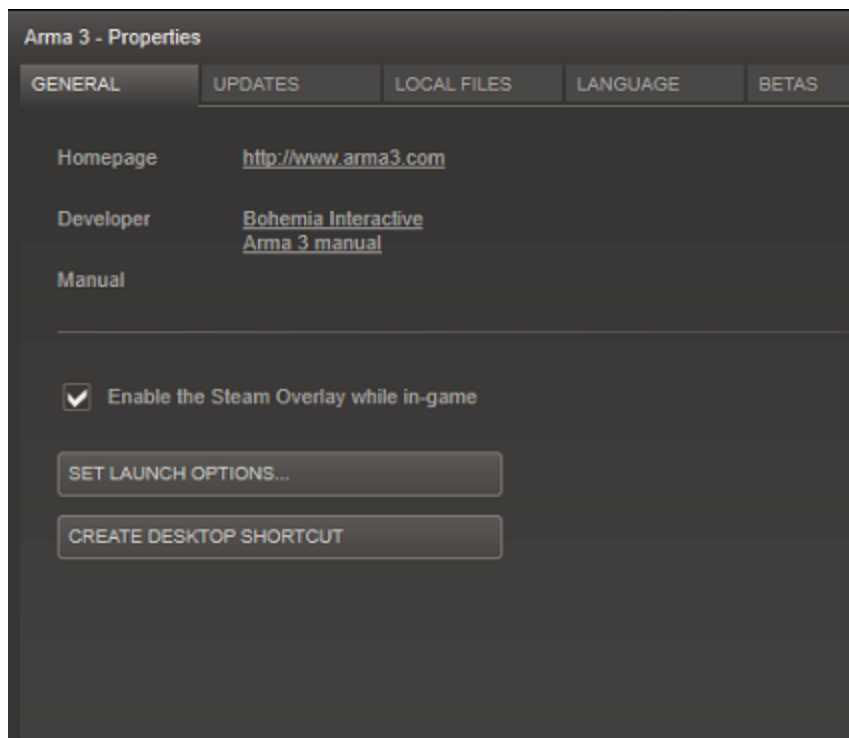 Arma 3 - Properties
GENERAL UPDATES LOCAL FILES LANGUAGE BETAS
Homepage http://www.arma3.com
Developer Bohemia Interactive
Arma 3 manual
Manual
Enable the Steam Overlay while in-game
SET LAUNCH OPTIONS...
CREATE DESKTOP SHORTCUT